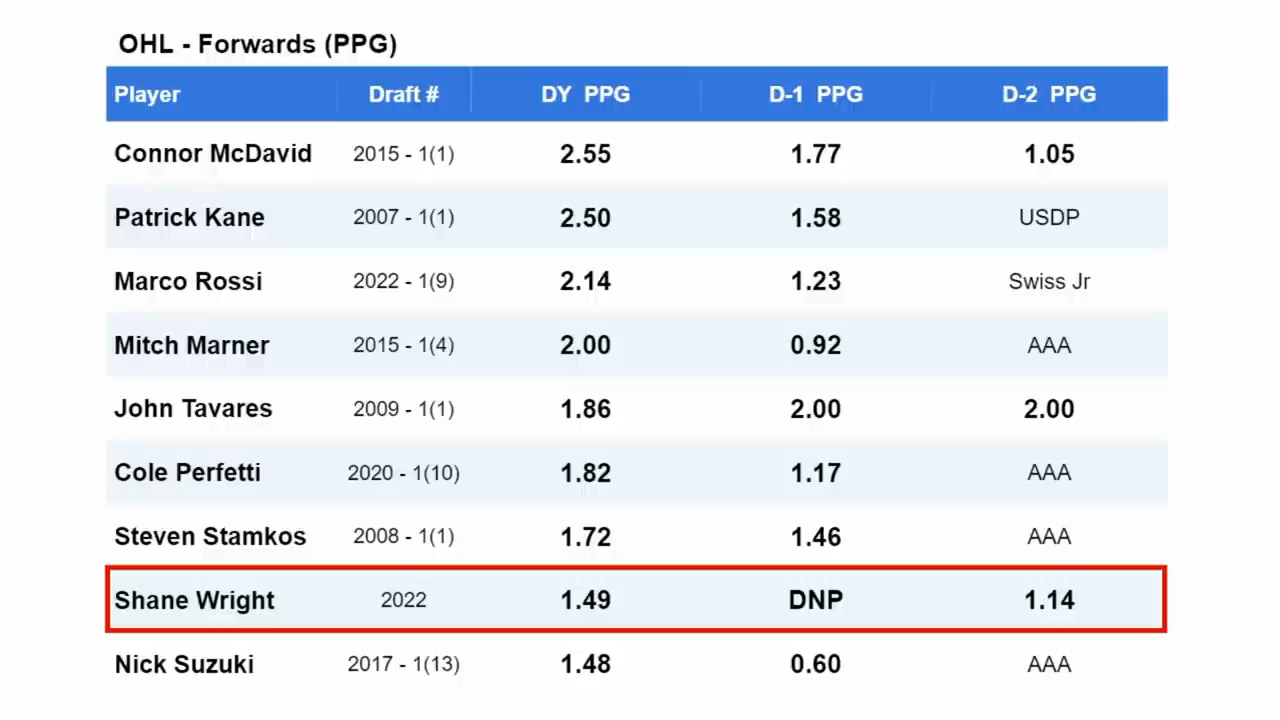 OHL - Forwards (PPG)
Player Draft # DY PPG D-1 PPG D-2 PPG
Connor McDavid 2015 - 1(1) 2.55 1.77 1.05
Patrick Kane 2007 - 1(1) 2.50 1.58 USDP
Marco Rossi 2022 - 1(9) 2.14 1.23 Swiss Jr
Mitch Marner 2015 - 1(4) 2.00 0.92 AAA
John Tavares 2009 - 1(1) 1.86 2.00 2.00
Cole Perfetti 2020 - 1(10) 1.82 1.17 AAA
Steven Stamkos 2008 - 1(1) 1.72 1.46 AAA
Shane Wright 2022 1.49 DNP 1.14
Nick Suzuki 2017 - 1(13) 1.48 0.60 AAA